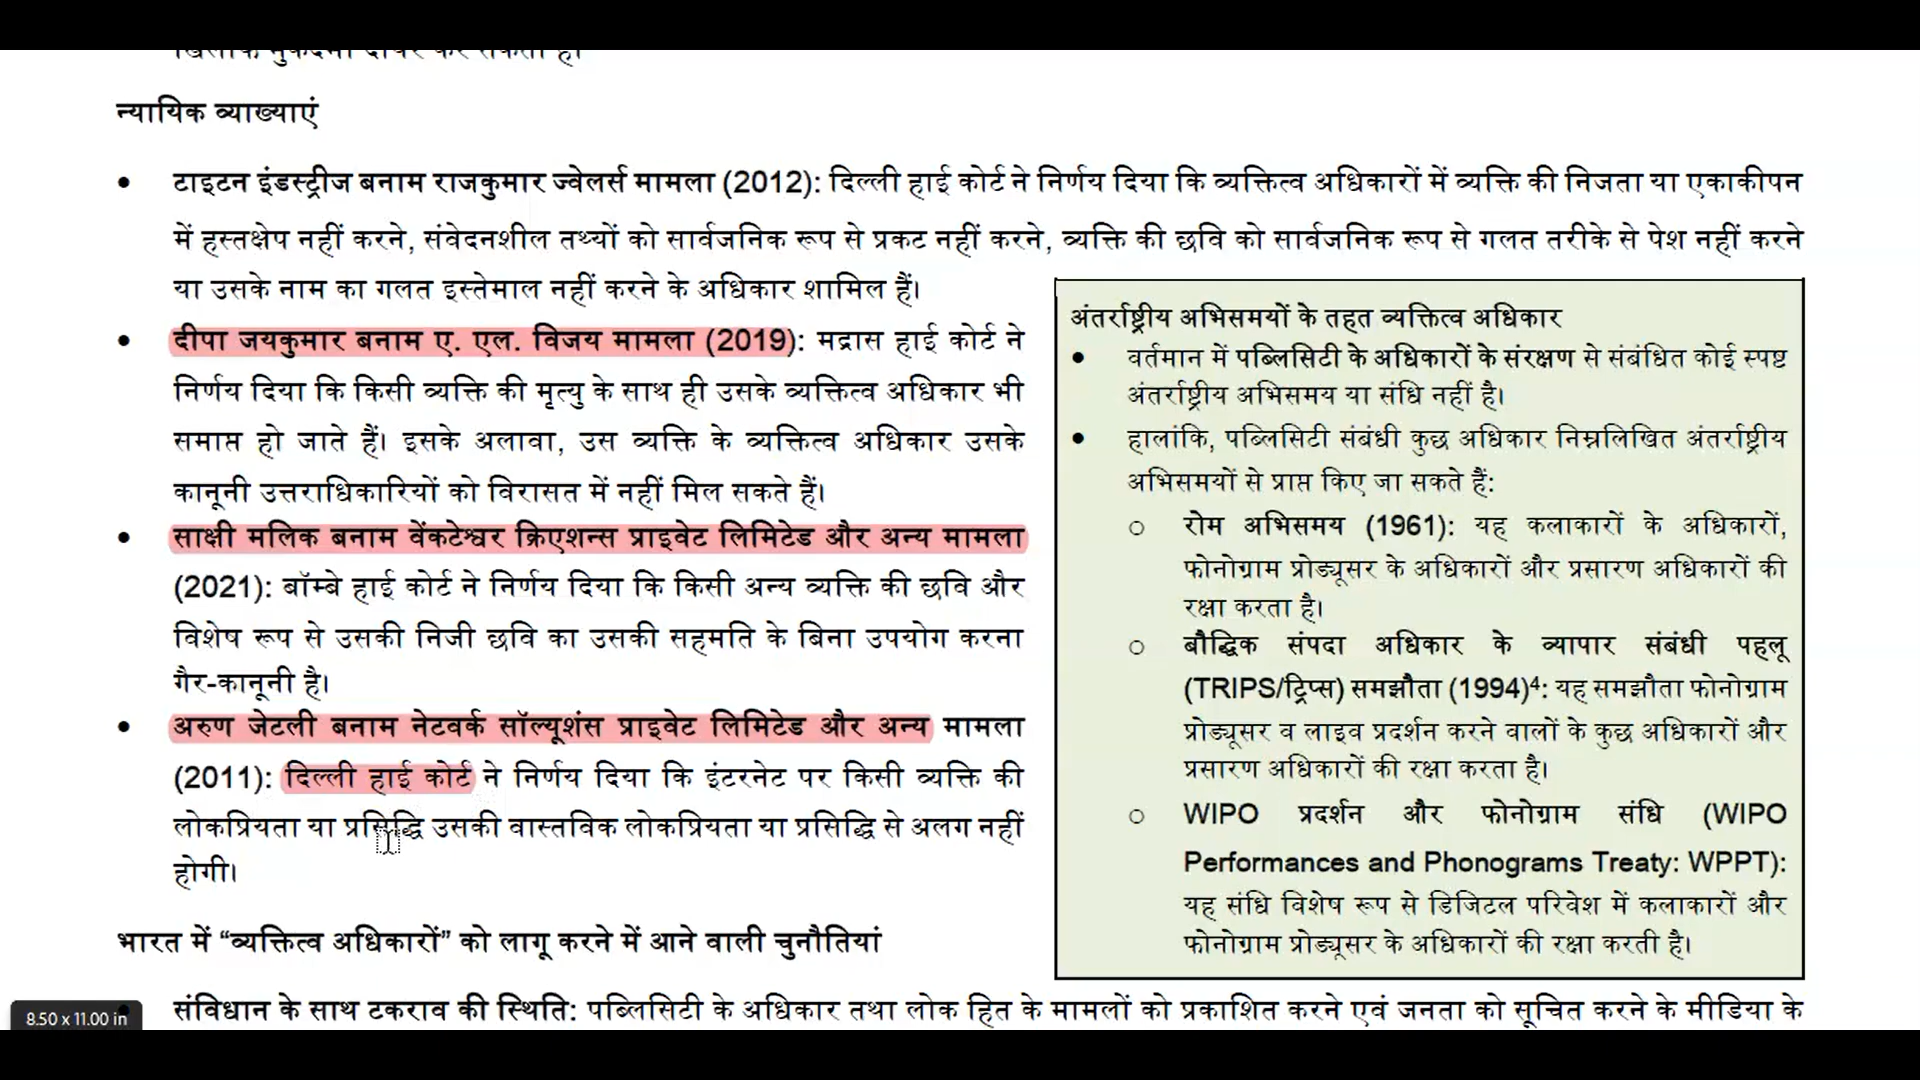 न्यायिक व्याख्याएं
• टाइटन इंडस्ट्रीज बनाम राजकुमार ज्वेलर्स मामला (2012): दिल्ली हाई कोर्ट ने निर्णय दिया कि व्यक्तित्व अधिकारों में व्यक्ति की निजता या एकाकीपन
में हस्तक्षेप नहीं करने, संवेदनशील तथ्यों को सार्वजनिक रूप से प्रकट नहीं करने, व्यक्ति की छवि को सार्वजनिक रूप से गलत तरीके से पेश नहीं करने
या उसके नाम का गलत इस्तेमाल नहीं करने के अधिकार शामिल हैं।
• दीपा जयकुमार बनाम ए. एल. विजय मामला (2019): मद्रास हाई कोर्ट ने
निर्णय दिया कि किसी व्यक्ति की मृत्यु के साथ ही उसके व्यक्तित्व अधिकार भी
समाप्त हो जाते हैं। इसके अलावा, उस व्यक्ति के व्यक्तित्व अधिकार उसके
कानूनी उत्तराधिकारियों को विरासत में नहीं मिल सकते हैं।
• साक्षी मलिक बनाम वेंकटेश्वर क्रिएशन्स प्राइवेट लिमिटेड और अन्य मामला
(2021): बॉम्बे हाई कोर्ट ने निर्णय दिया कि किसी अन्य व्यक्ति की छवि और
विशेष रूप से उसकी निजी छवि का उसकी सहमति के बिना उपयोग करना
गैर-कानूनी है।
• अरुण जेटली बनाम नेटवर्क सॉल्यूशंस प्राइवेट लिमिटेड और अन्य मामला
(2011): दिल्ली हाई कोर्ट ने निर्णय दिया कि इंटरनेट पर किसी व्यक्ति की
लोकप्रियता या प्रसिद्धि उसकी वास्तविक लोकप्रियता या प्रसिद्धि से अलग नहीं
होगी।
अंतर्राष्ट्रीय अभिसमयों के तहत व्यक्तित्व अधिकार
• वर्तमान में पब्लिसिटी के अधिकारों के संरक्षण से संबंधित कोई स्पष्ट
अंतर्राष्ट्रीय अभिसमय या संधि नहीं है।
• हालांकि, पब्लिसिटी संबंधी कुछ अधिकार निम्नलिखित अंतर्राष्ट्रीय
अभिसमयों से प्राप्त किए जा सकते हैं:
○ रोम अभिसमय (1961): यह कलाकारों के अधिकारों,
फोनोग्राम प्रोड्यूसर के अधिकारों और प्रसारण अधिकारों की
रक्षा करता है।
○ बौद्धिक संपदा अधिकार के व्यापार संबंधी पहलू
(TRIPS/ट्रिप्स) समझौता (1994)⁴: यह समझौता फोनोग्राम
प्रोड्यूसर व लाइव प्रदर्शन करने वालों के कुछ अधिकारों और
प्रसारण अधिकारों की रक्षा करता है।
○ WIPO प्रदर्शन और फोनोग्राम संधि (WIPO
Performances and Phonograms Treaty: WPPT):
यह संधि विशेष रूप से डिजिटल परिवेश में कलाकारों और
फोनोग्राम प्रोड्यूसर के अधिकारों की रक्षा करती है।
भारत में “व्यक्तित्व अधिकारों” को लागू करने में आने वाली चुनौतियां
• संविधान के साथ टकराव की स्थिति: पब्लिसिटी के अधिकार तथा लोक हित के मामलों को प्रकाशित करने एवं जनता को सूचित करने के मीडिया के
8.50 x 11.00 in